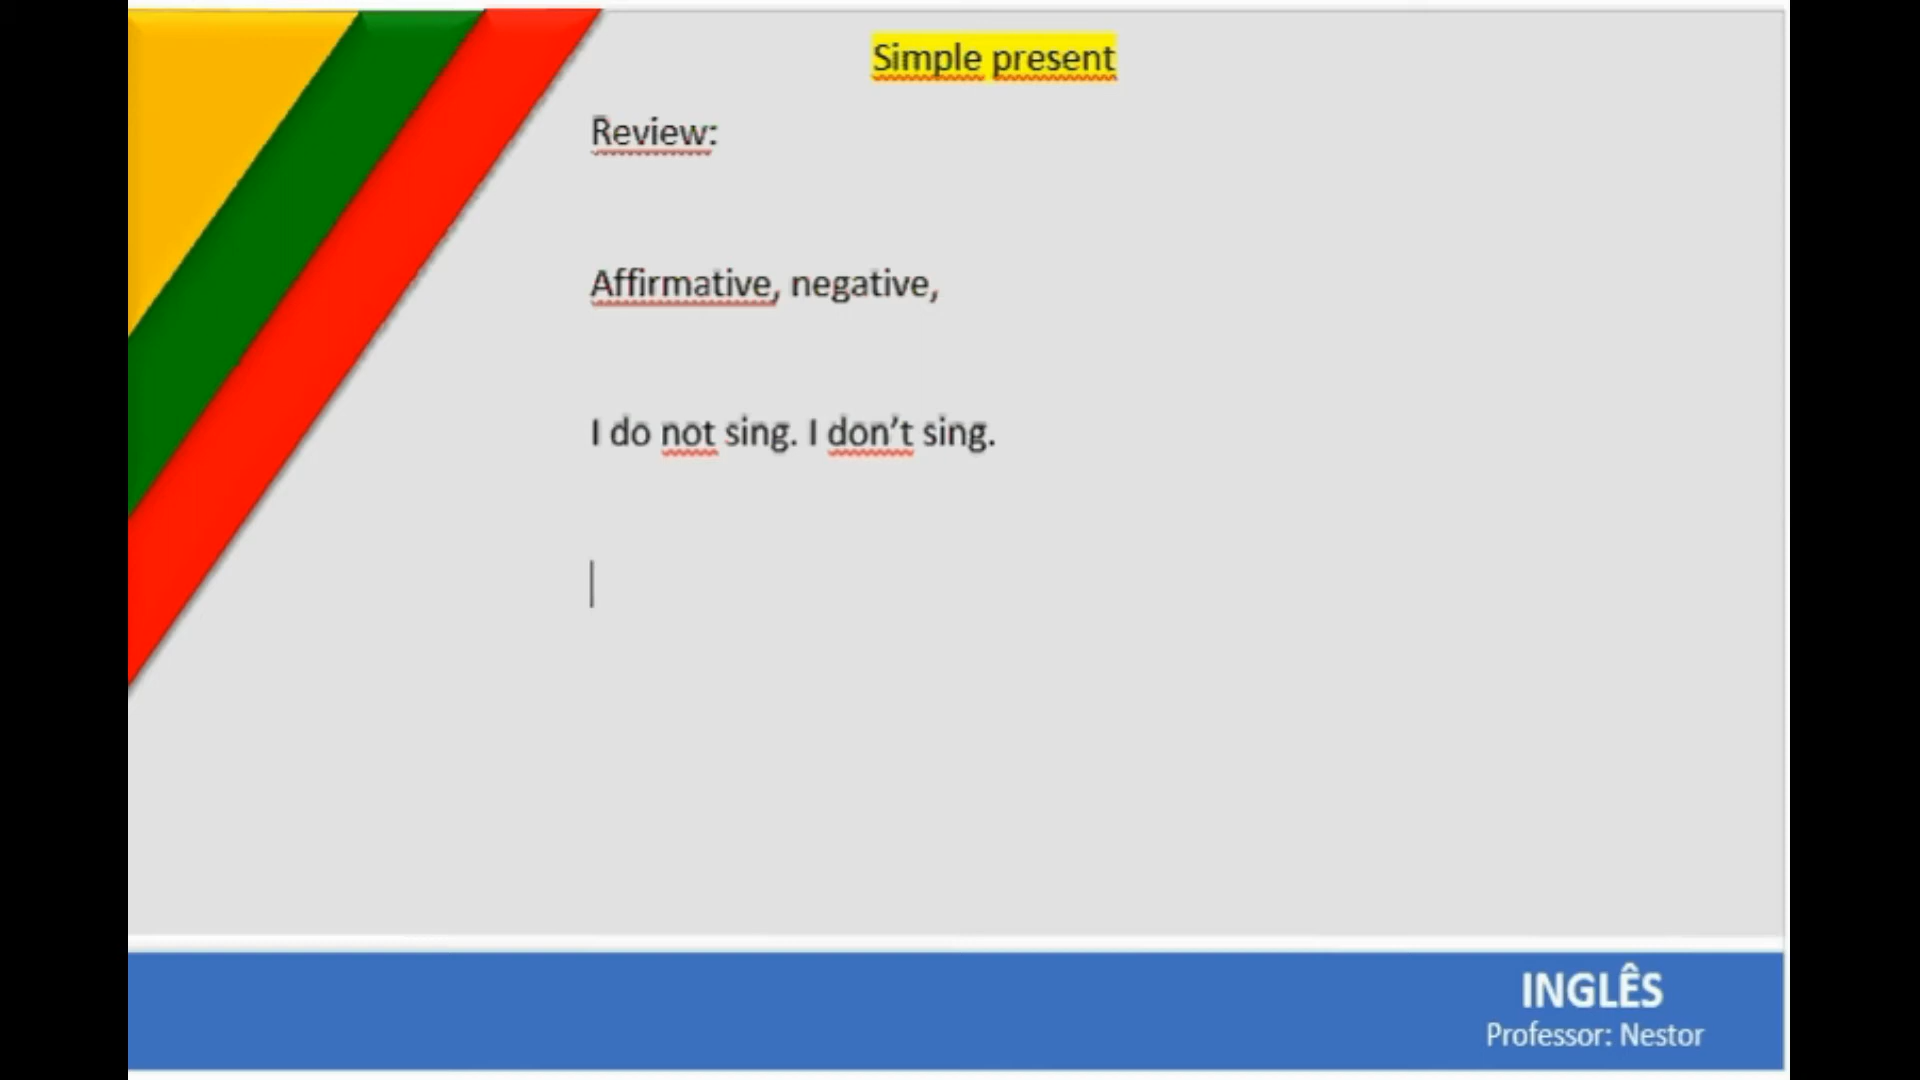 Simple present
Review:
Affirmative, negative,
I do not sing. I don’t sing.
INGLÊS
Professor: Nestor